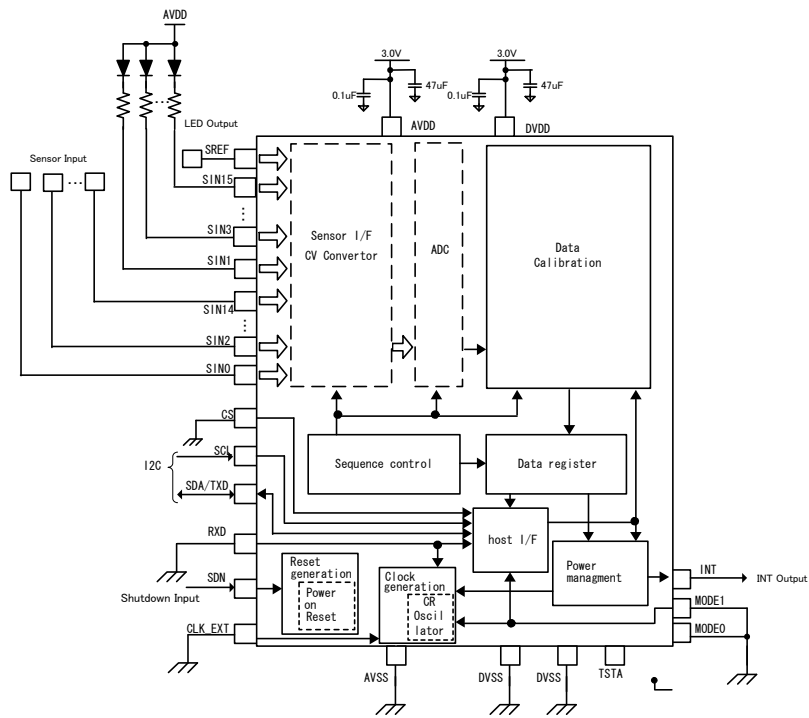 AVDD
3.0V
3.0V
0.1uF
47uF
0.1uF
47uF
LED Output
AVDD
DVDD
Sensor Input
SREF
SIN15
SIN3
SIN1
SIN14
SIN2
SIN0
Sensor I/F
CV Convertor
ADC
Data
Calibration
CS
I2C
SCL
SDA/TXD
Sequence control
Data register
RXD
host I/F
Power
managment
INT
INT Output
SDN
Shutdown Input
Reset
generation
Power
on
Reset
Clock
generation
CR
Oscil
lator
MODE1
MODE0
CLK_EXT
AVSS
DVSS
DVSS
TSTA